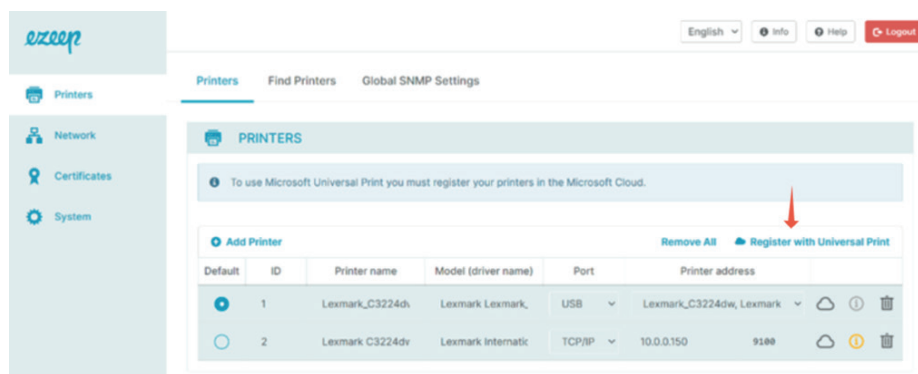 ezeep
English
Info
Help
Logout
Printers
Network
Certificates
System
Printers Find Printers Global SNMP Settings
PRINTERS
To use Microsoft Universal Print you must register your printers in the Microsoft Cloud.
Add Printer Remove All Register with Universal Print
Default ID Printer name Model (driver name) Port Printer address
1 Lexmark_C3224dv Lexmark Lexmark_ USB Lexmark_C3224dw, Lexmark
2 Lexmark C3224dv Lexmark Internatic TCP/IP 10.0.0.150 9100